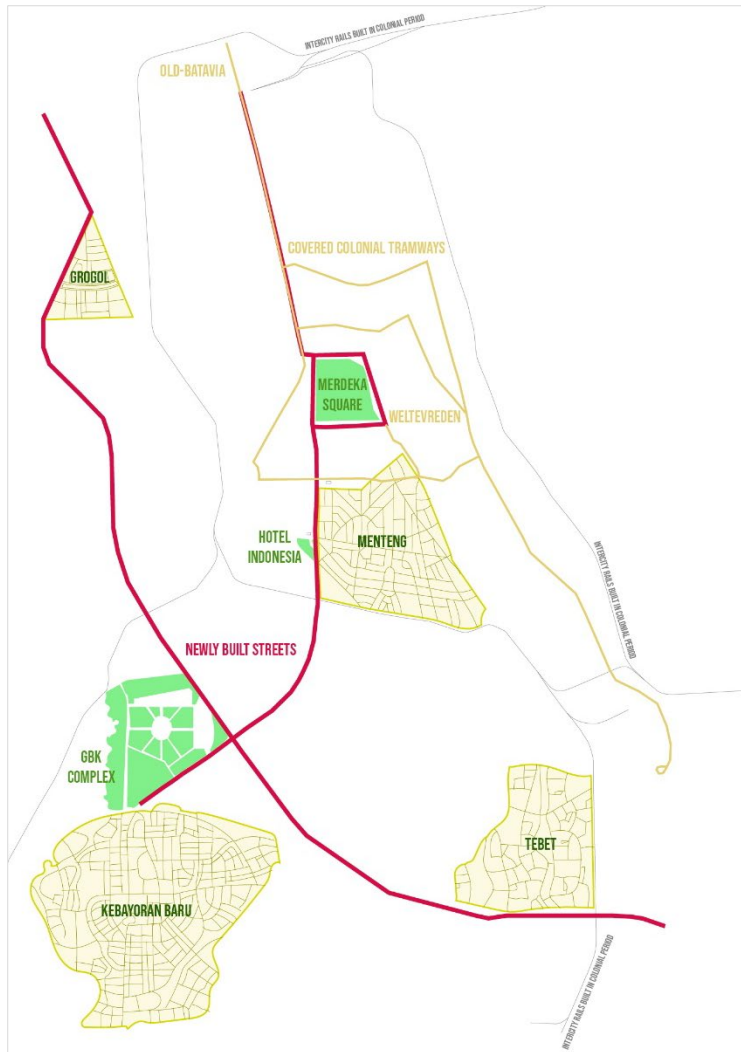 INTERCITY RAILS BUILT IN COLONIAL PERIOD
OLD-BATAVIA
COVERED COLONIAL TRAMWAYS
GROGOL
MERDEKA
SQUARE
WELTEVREDEN
HOTEL
INDONESIA
MENTENG
INTERCITY RAILS BUILT IN COLONIAL PERIOD
NEWLY BUILT STREETS
GBK
COMPLEX
TEBET
KEBAYORAN BARU
INTERCITY RAILS BUILT IN COLONIAL PERIOD